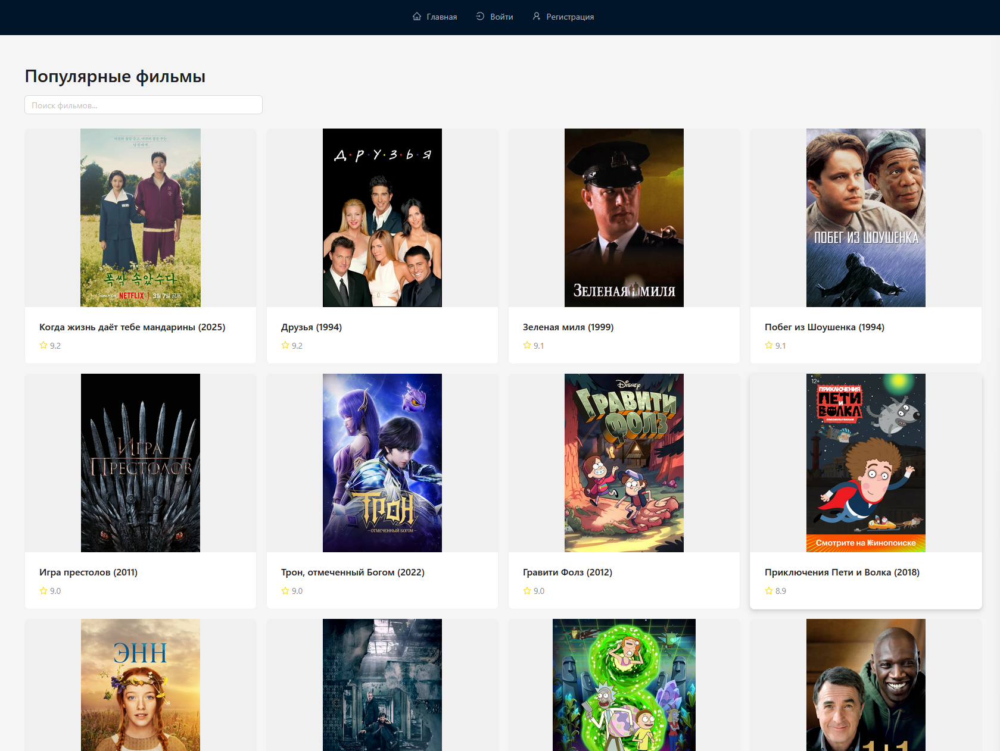 Главная
Войти
Регистрация
Популярные фильмы
Поиск фильмов...
폭싹 속았수다
ONLY ON NETFLIX | 3월 7일 공개
Д·Р·У·З·Ь·Я
ЗЕЛЕНАЯ МИЛЯ
ПОБЕГ ИЗ ШОУШЕНКА
Когда жизнь даёт тебе мандарины (2025)
9.2
Друзья (1994)
9.2
Зеленая миля (1999)
9.1
Побег из Шоушенка (1994)
9.1
ИГРА
ПРЕСТОЛОВ
ТРОН
- ОТМЕЧЕННЫЙ БОГОМ -
Disney
ГРАВИТИ
ФОЛЗ
12+
ПРИКЛЮЧЕНИЯ
ПЕТИ
И
ВОЛКА
СОЮЗМУЛЬТФИЛЬМ
Смотрите на Кинопоиске
Игра престолов (2011)
9.0
Трон, отмеченный Богом (2022)
9.0
Гравити Фолз (2012)
9.0
Приключения Пети и Волка (2018)
8.9
ЭНН
1+1